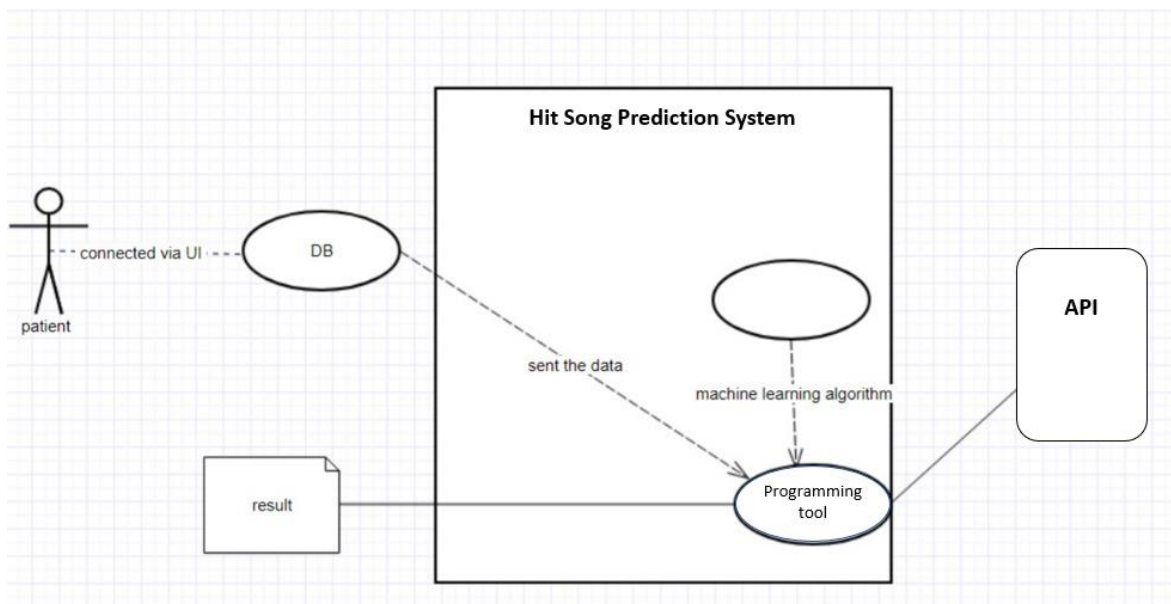 Hit Song Prediction System
connected via UI
DB
patient
API
sent the data
machine learning algorithm
Programming
tool
result